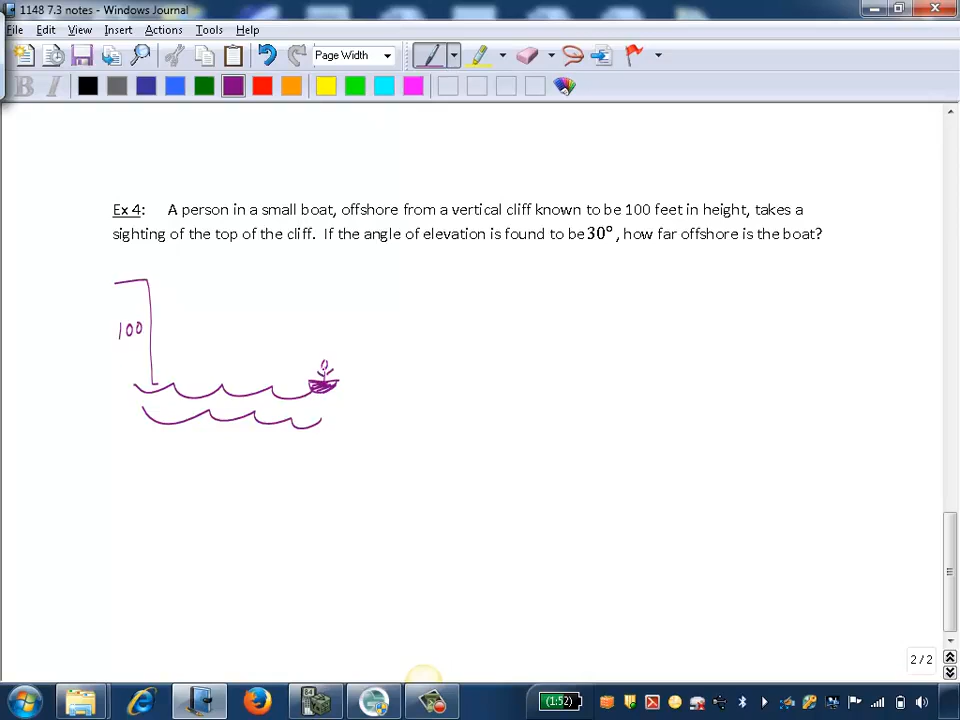 1148 7.3 notes - Windows Journal
File Edit View Insert Actions Tools Help
Page Width
B I
Ex 4: A person in a small boat, offshore from a vertical cliff known to be 100 feet in height, takes a
sighting of the top of the cliff. If the angle of elevation is found to be 30°, how far offshore is the boat?
100
2 / 2
84
(1:52)